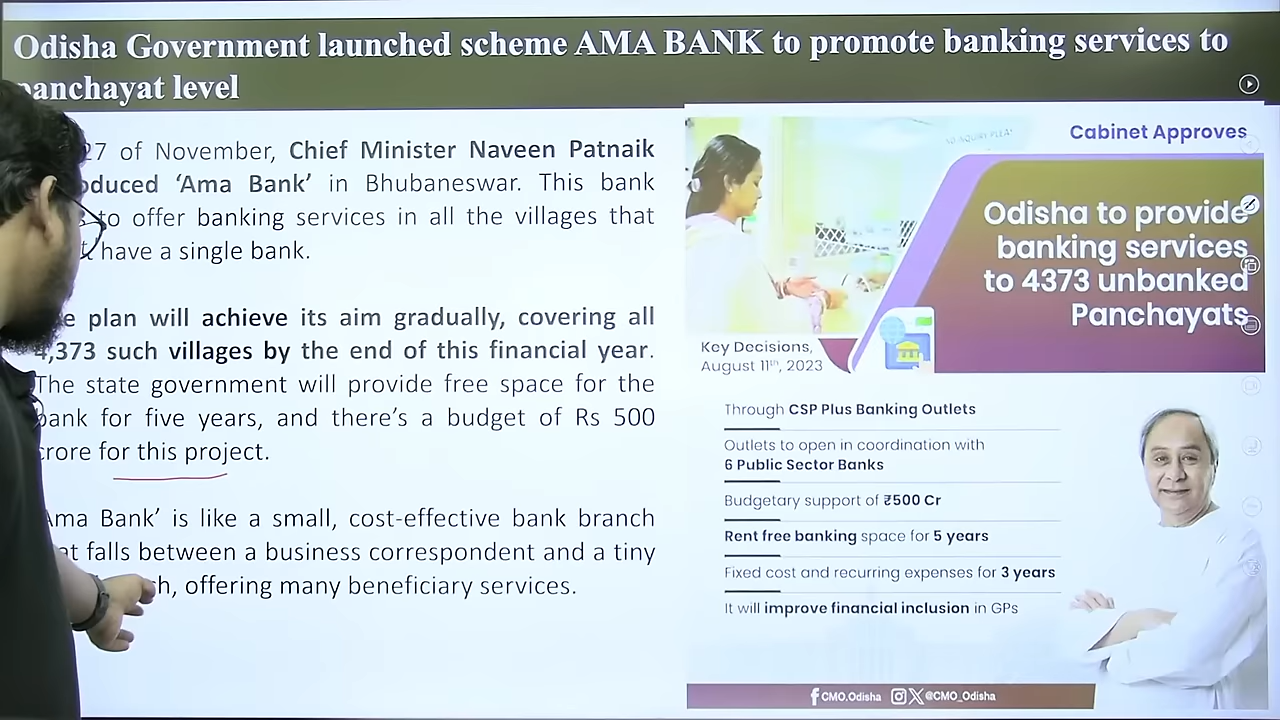 Odisha Government launched scheme AMA BANK to promote banking services to
panchayat level
27 of November, Chief Minister Naveen Patnaik
'Ama Bank' in Bhubaneswar. This bank
to offer banking services in all the villages that
have a single bank.
plan will achieve its aim gradually, covering all
4,373 such villages by the end of this financial year.
The state government will provide free space for the
bank for five years, and there's a budget of Rs 500
crore for this project.
Ama Bank' is like a small, cost-effective bank branch
falls between a business correspondent and a tiny
offering many beneficiary services.
Cabinet Approves
Odisha to provide
banking services
to 4373 unbanked
Panchayats
Key Decisions,
August 11th, 2023
Through CSP Plus Banking Outlets
Outlets to open in coordination with
6 Public Sector Banks
Budgetary support of ₹500 Cr
Rent free banking space for 5 years
Fixed cost and recurring expenses for 3 years
It will improve financial inclusion in GPs
CMO.Odisha @CMO_Odisha